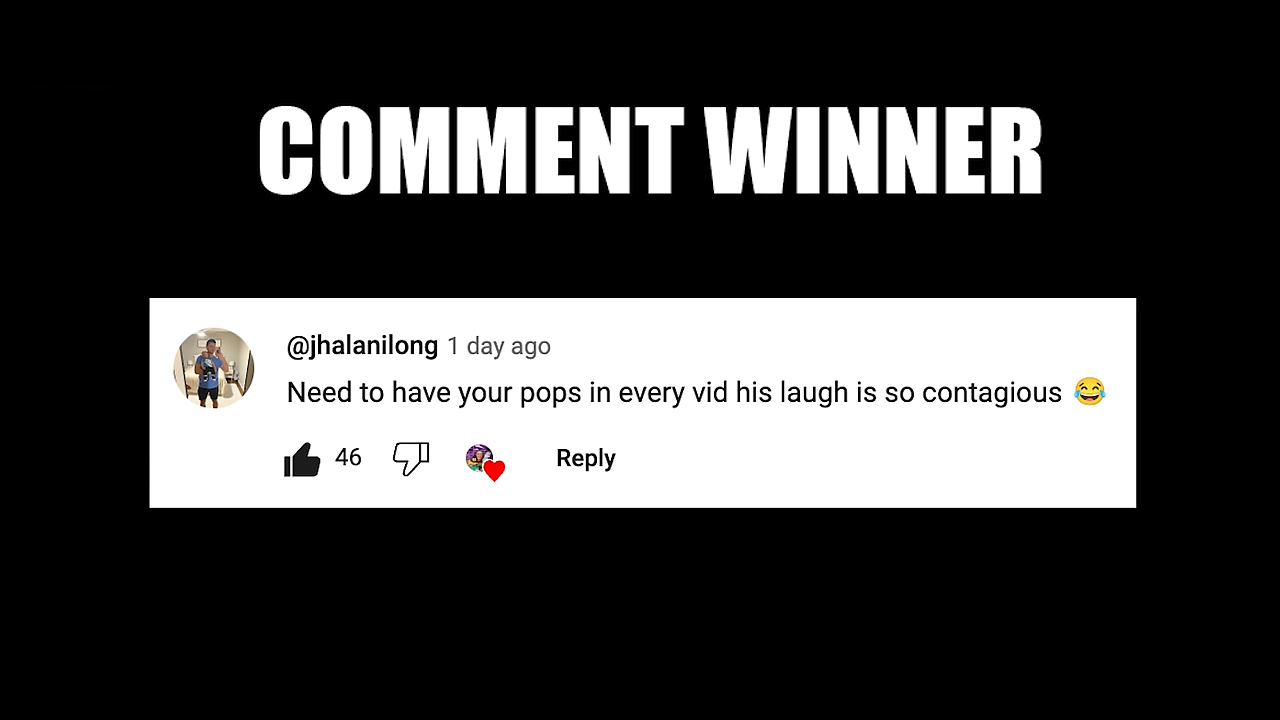 COMMENT WINNER
@jhalanilong 1 day ago
Need to have your pops in every vid his laugh is so contagious 😂
46 Reply